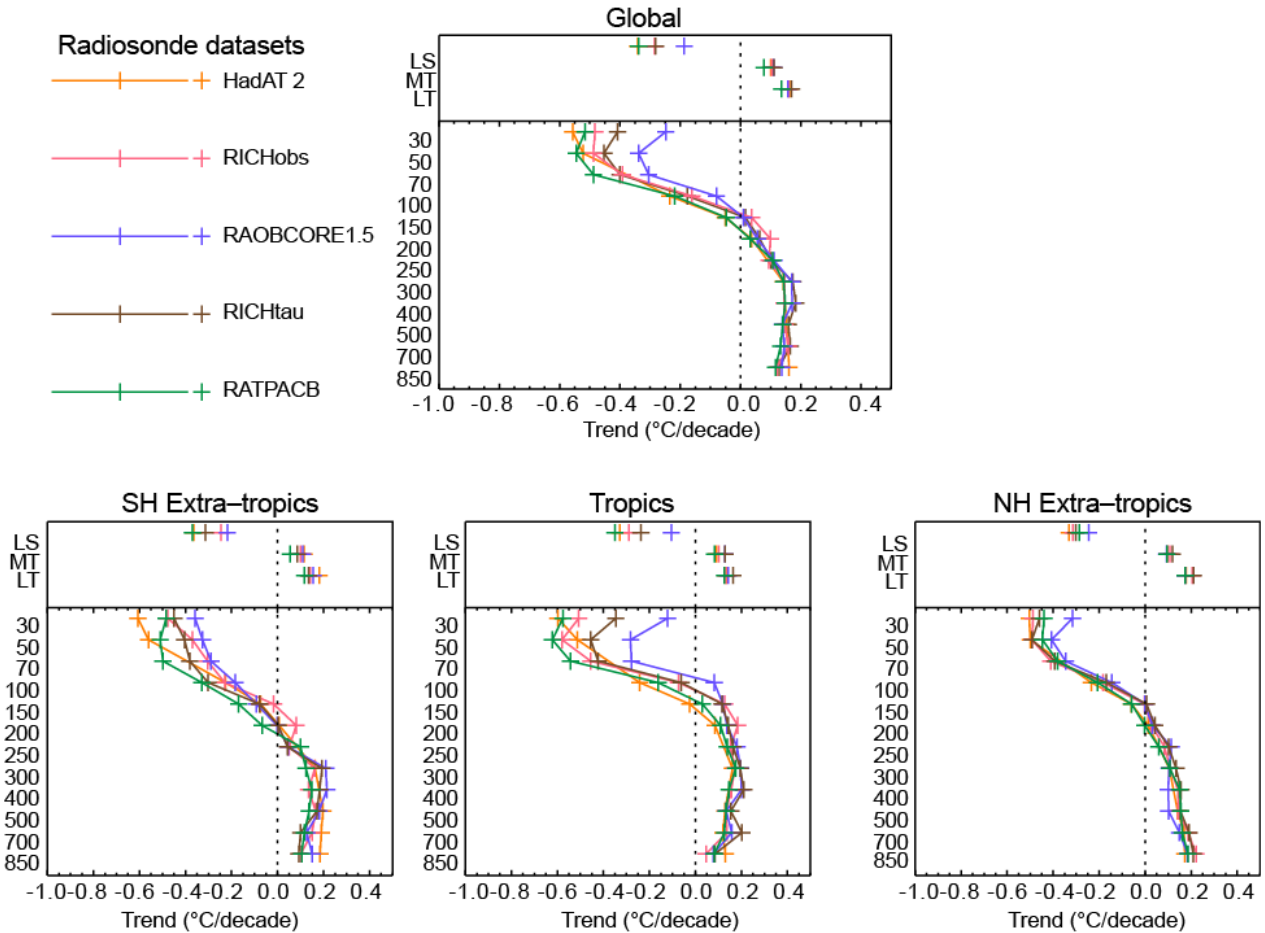 Global
Radiosonde datasets
HadAT 2
RICHobs
RAOBCORE1.5
RICHtau
RATPACB
LS
MT
LT
30
50
70
100
150
200
250
300
400
500
700
850
-1.0 -0.8 -0.6 -0.4 -0.2 0.0 0.2 0.4
Trend (°C/decade)
SH Extra–tropics
LS
MT
LT
30
50
70
100
150
200
250
300
400
500
700
850
-1.0-0.8-0.6-0.4-0.2 0.0 0.2 0.4
Trend (°C/decade)
Tropics
LS
MT
LT
30
50
70
100
150
200
250
300
400
500
700
850
-1.0-0.8-0.6-0.4-0.2 0.0 0.2 0.4
Trend (°C/decade)
NH Extra–tropics
LS
MT
LT
30
50
70
100
150
200
250
300
400
500
700
850
-1.0-0.8-0.6-0.4-0.2 0.0 0.2 0.4
Trend (°C/decade)